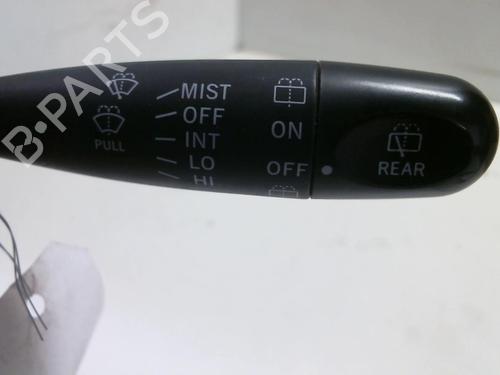 MIST
OFF
INT
LO
HI
PULL
ON
OFF
REAR
B-PARTS